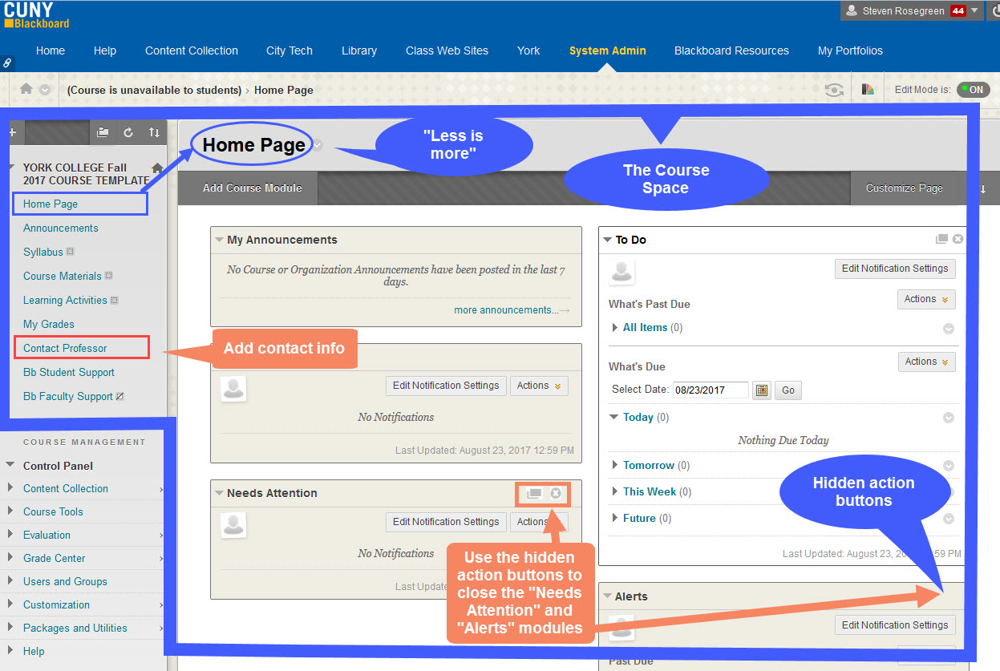 CUNY
Blackboard
Steven Rosegreen 44
Home Help Content Collection City Tech Library Class Web Sites York System Admin Blackboard Resources My Portfolios
(Course is unavailable to students) › Home Page
Edit Mode is: ON
YORK COLLEGE Fall
2017 COURSE TEMPLATE
Home Page
Announcements
Syllabus
Course Materials
Learning Activities
My Grades
Contact Professor
Bb Student Support
Bb Faculty Support
COURSE MANAGEMENT
Control Panel
Content Collection
Course Tools
Evaluation
Grade Center
Users and Groups
Customization
Packages and Utilities
Help
Home Page
"Less is
more"
The Course
Space
Add Course Module
Customize Page
My Announcements
No Course or Organization Announcements have been posted in the last 7
days.
more announcements...
Add contact info
Edit Notification Settings Actions
No Notifications
Last Updated: August 23, 2017 12:59 PM
Needs Attention
Edit Notification Settings Actions
No Notifications
Last Update
Use the hidden
action buttons to
close the "Needs
Attention" and
"Alerts" modules
To Do
Edit Notification Settings
Actions
What's Past Due
All Items (0)
Actions
What's Due
Select Date: 08/23/2017 Go
Today (0)
Nothing Due Today
Tomorrow (0)
This Week (0)
Future (0)
Hidden action
buttons
Last Updated: August 23, 20 :59 PM
Alerts
Edit Notification Settings
Past Due